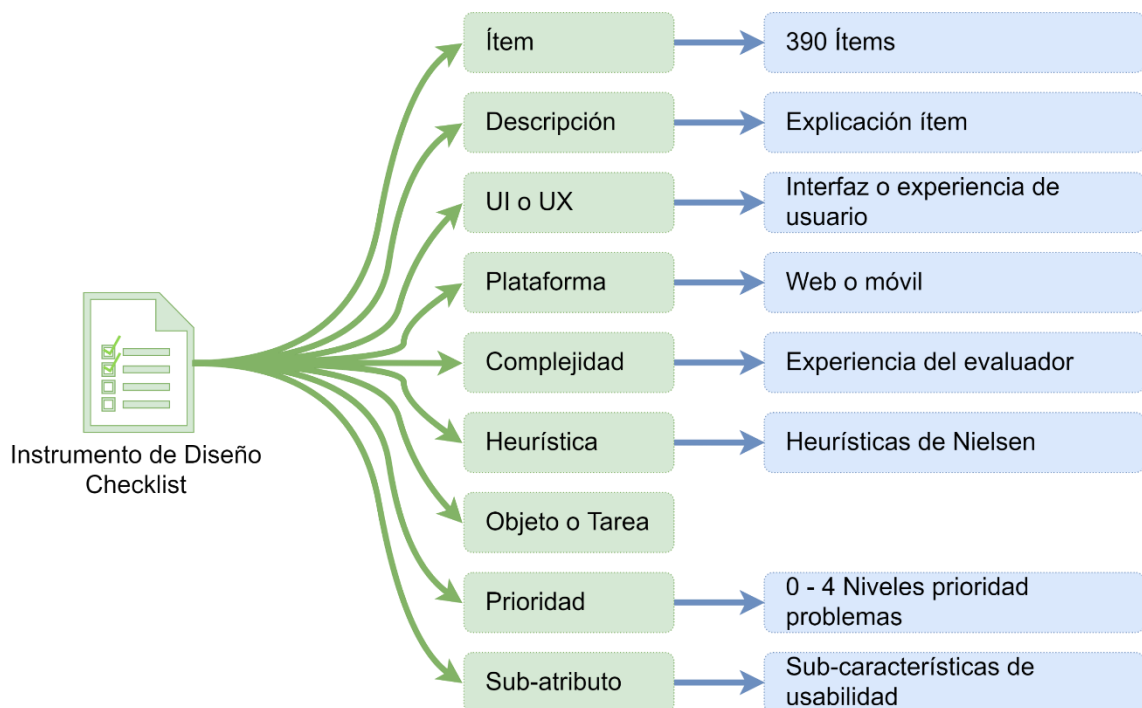 Ítem
390 Ítems
Descripción
Explicación ítem
UI o UX
Interfaz o experiencia de
usuario
Plataforma
Web o móvil
Complejidad
Experiencia del evaluador
Heurística
Heurísticas de Nielsen
Instrumento de Diseño
Checklist
Objeto o Tarea
Prioridad
0 - 4 Niveles prioridad
problemas
Sub-atributo
Sub-características de
usabilidad